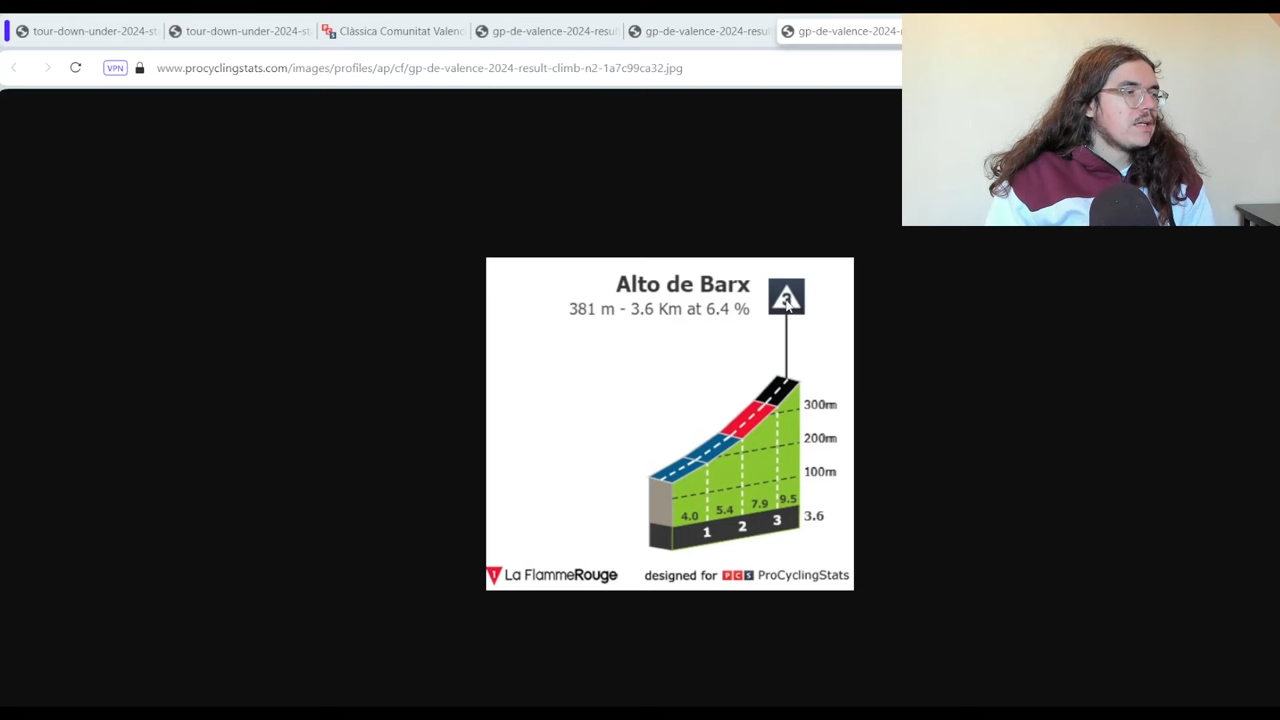 tour-down-under-2024-st
tour-down-under-2024-s
Clàssica Comunitat Valenc
gp-de-valence-2024-resul
gp-de-valence-2024-resu
gp-de-valence-2024-
VPN
www.procyclingstats.com/images/profiles/ap/cf/gp-de-valence-2024-result-climb-n2-1a7c99ca32.jpg
Alto de Barx
381 m - 3.6 Km at 6.4 %
300m
200m
100m
4.0 5.4 7.9 9.5
1 2 3
3.6
La FlammeRouge
designed for PCS ProCyclingStats